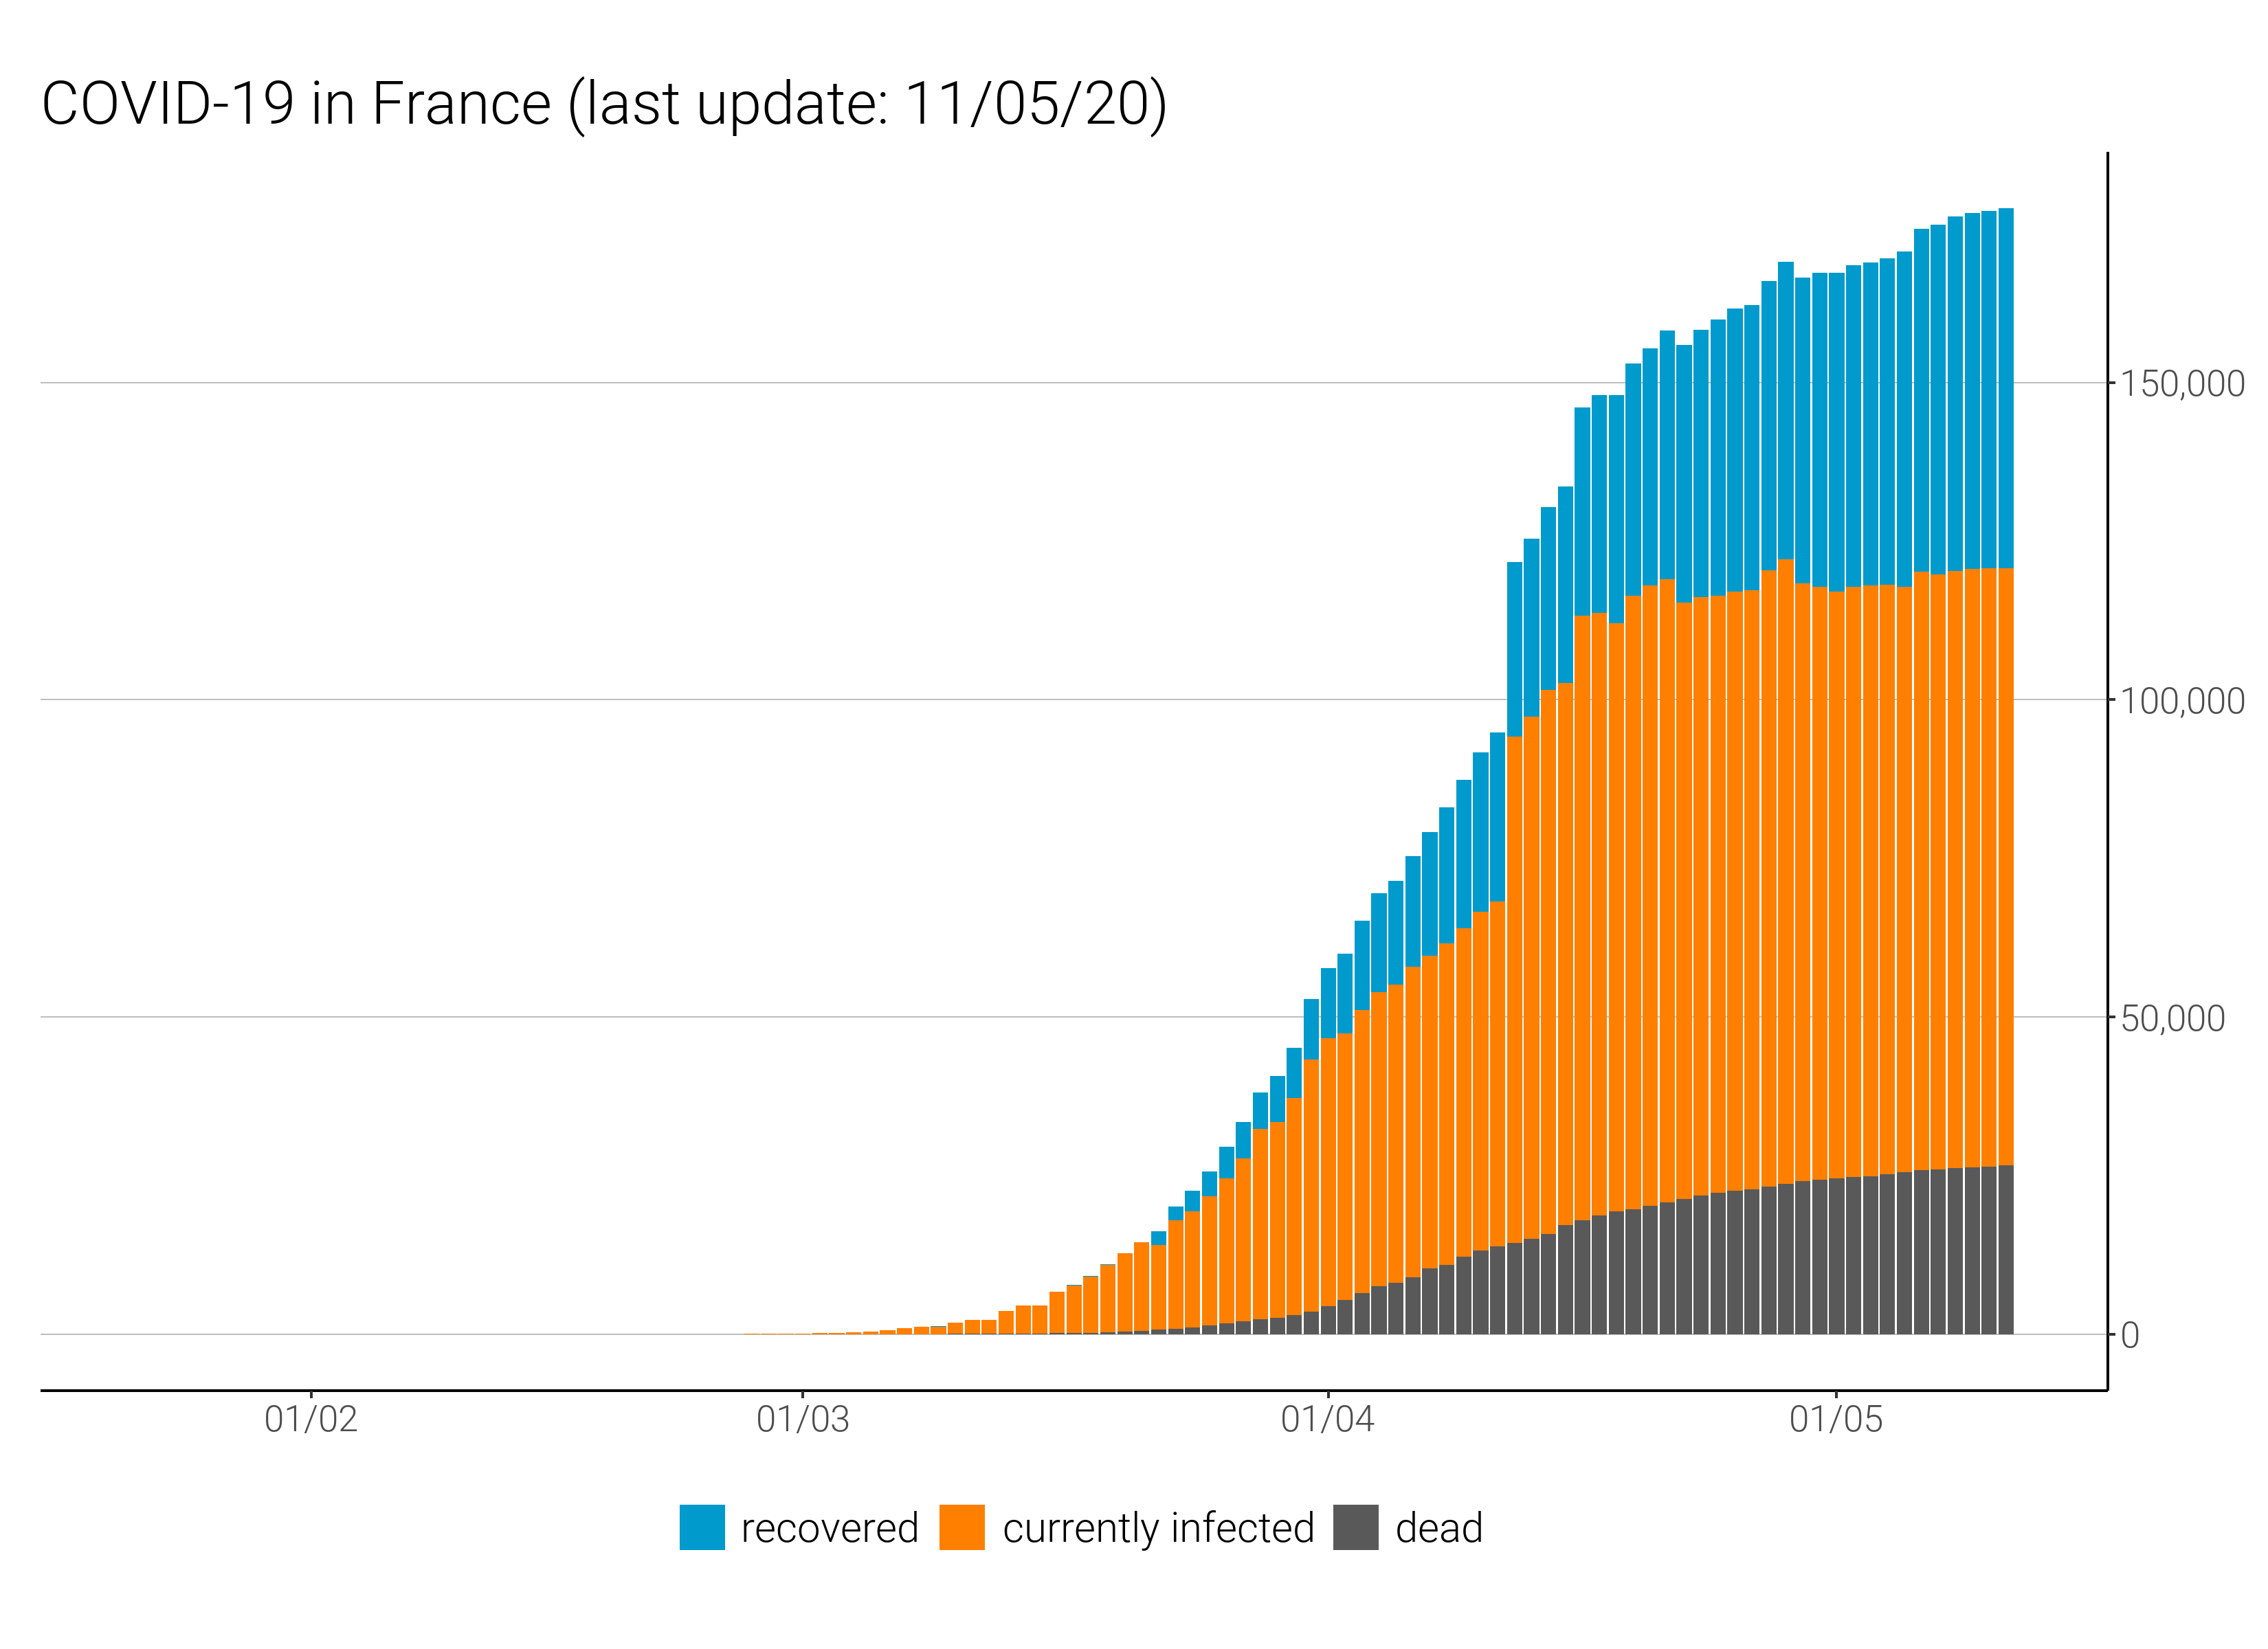 COVID-19 in France (last update: 11/05/20)
150,000
100,000
50,000
0
01/02 01/03 01/04 01/05
recovered currently infected dead